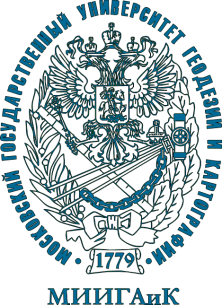 МОСКОВСКИЙ ГОСУДАРСТВЕННЫЙ УНИВЕРСИТЕТ ГЕОДЕЗИИ И КАРТОГРАФИИ
1779
МИИГАиК